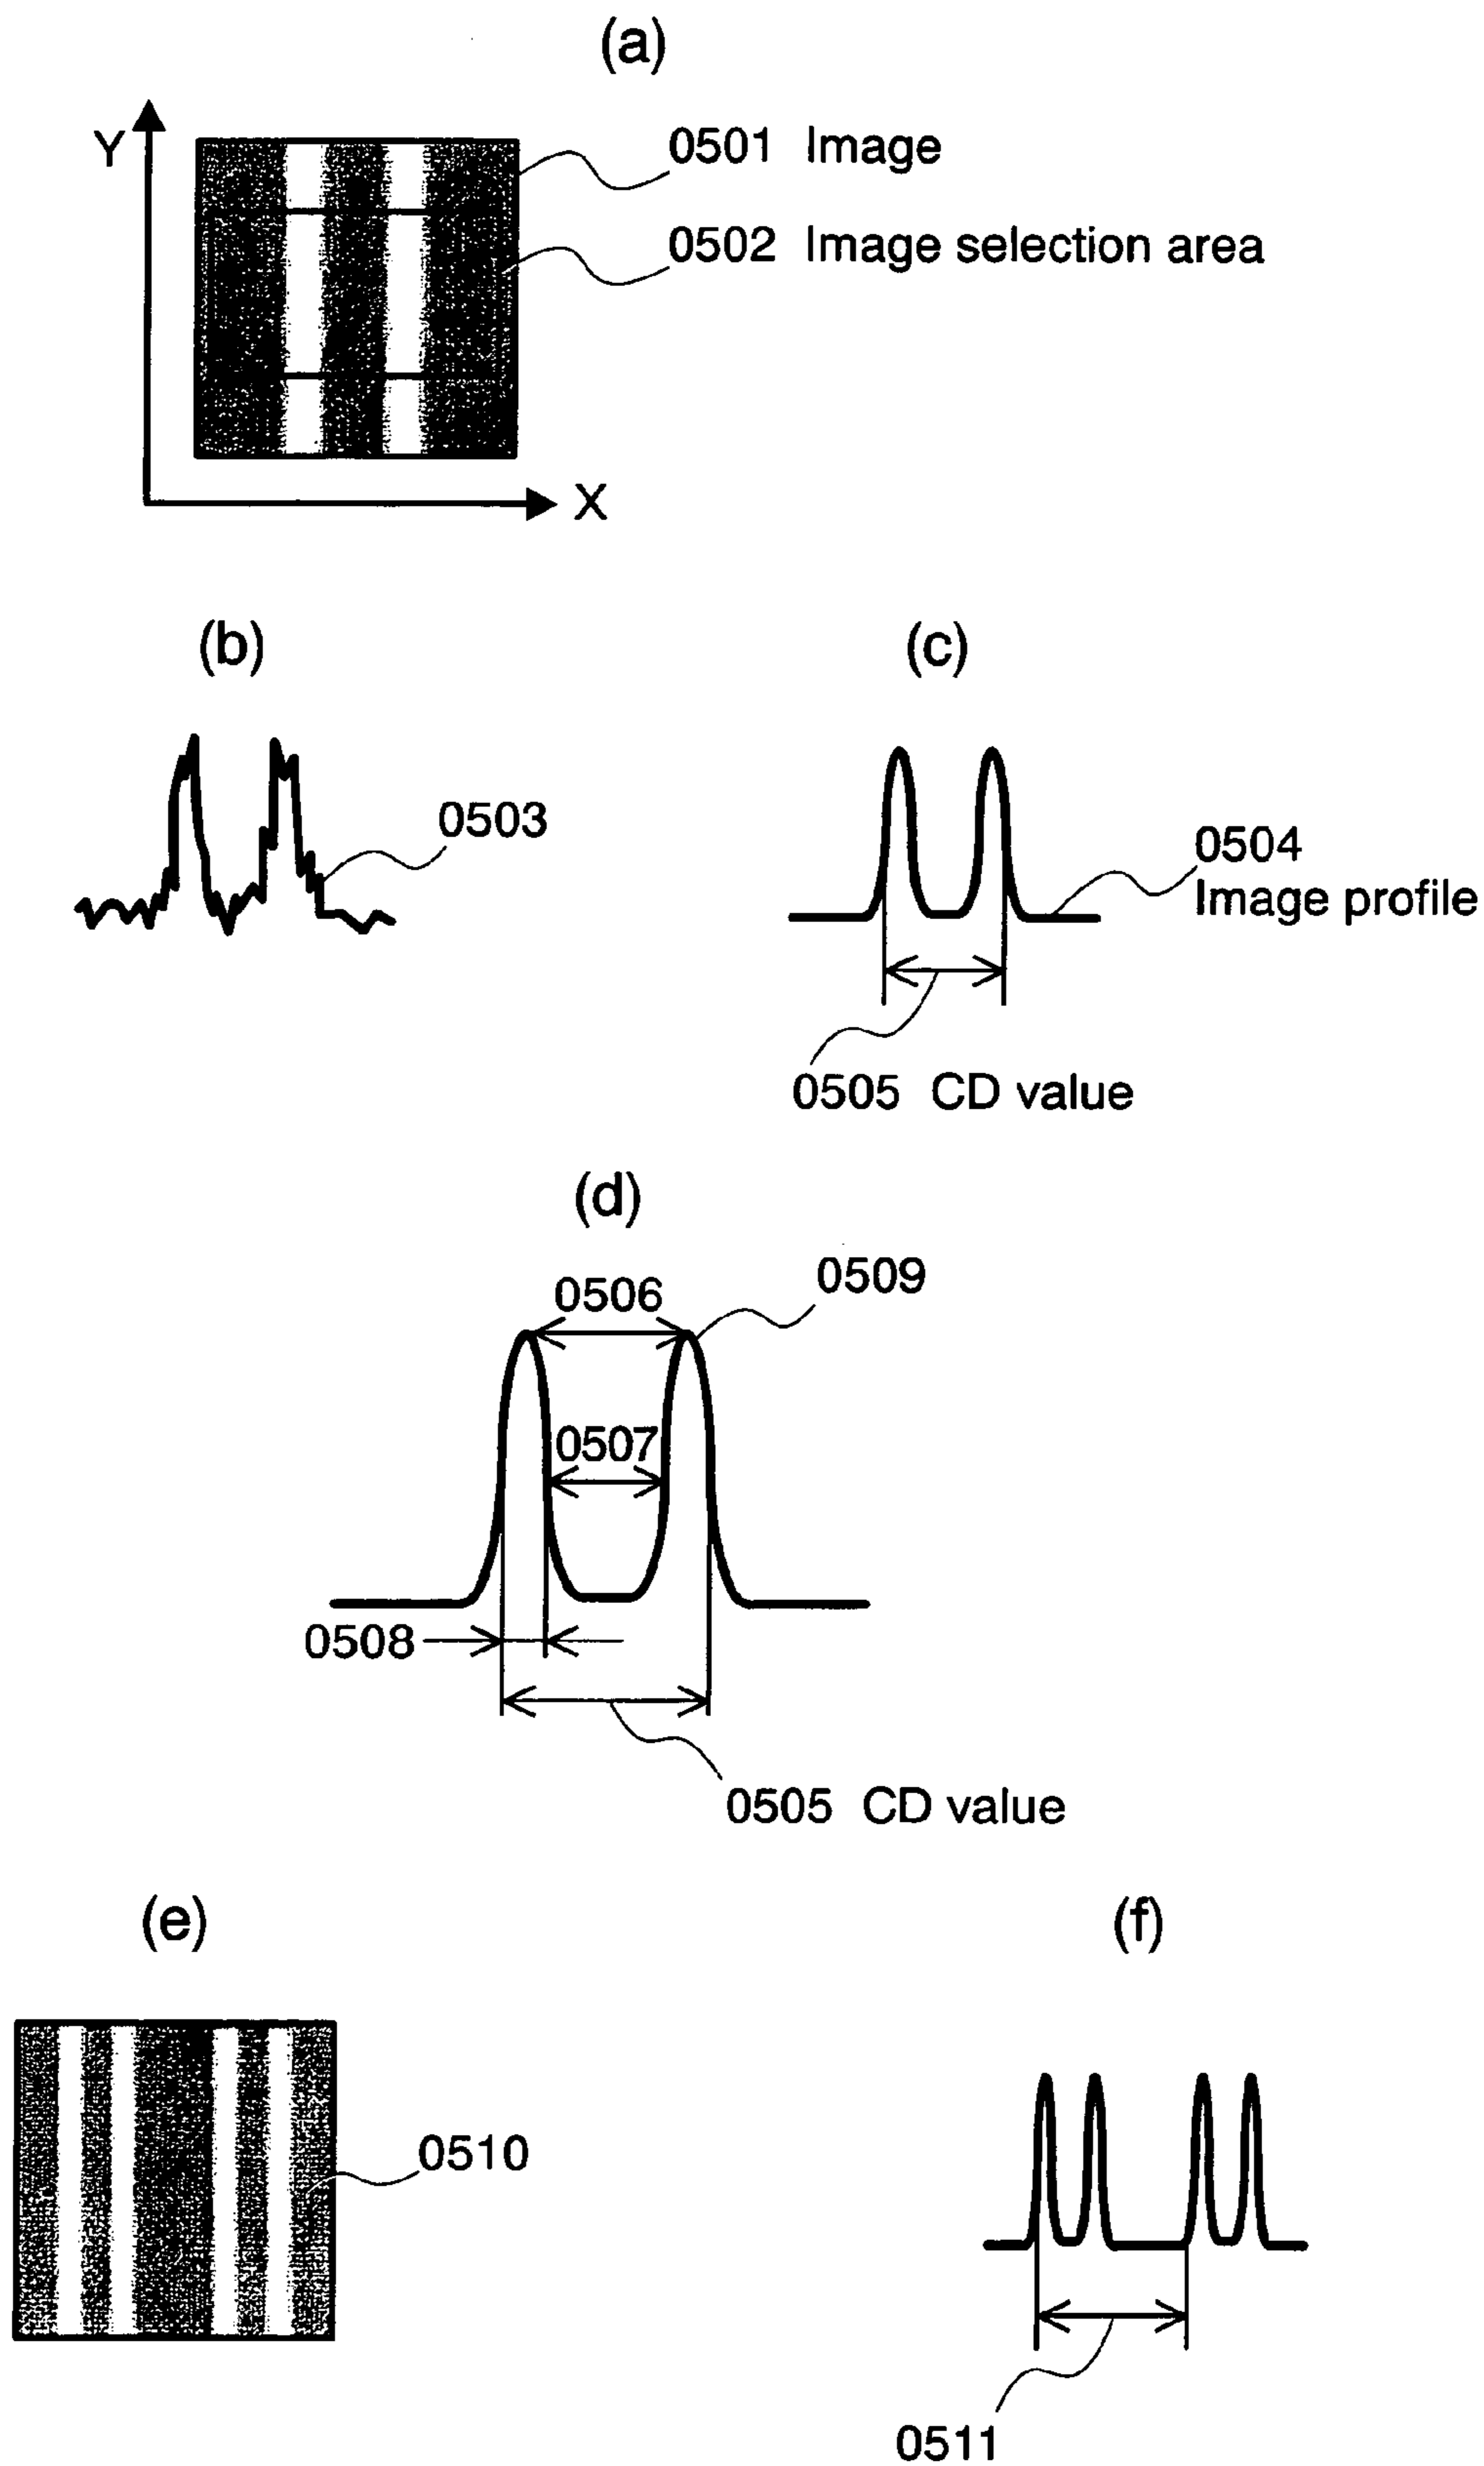 (a)
Y
0501 Image
0502 Image selection area
X
(b)
(c)
0503
0504
Image profile
0505 CD value
(d)
0506
0509
0507
0508
0505 CD value
(e)
(f)
0510
0511